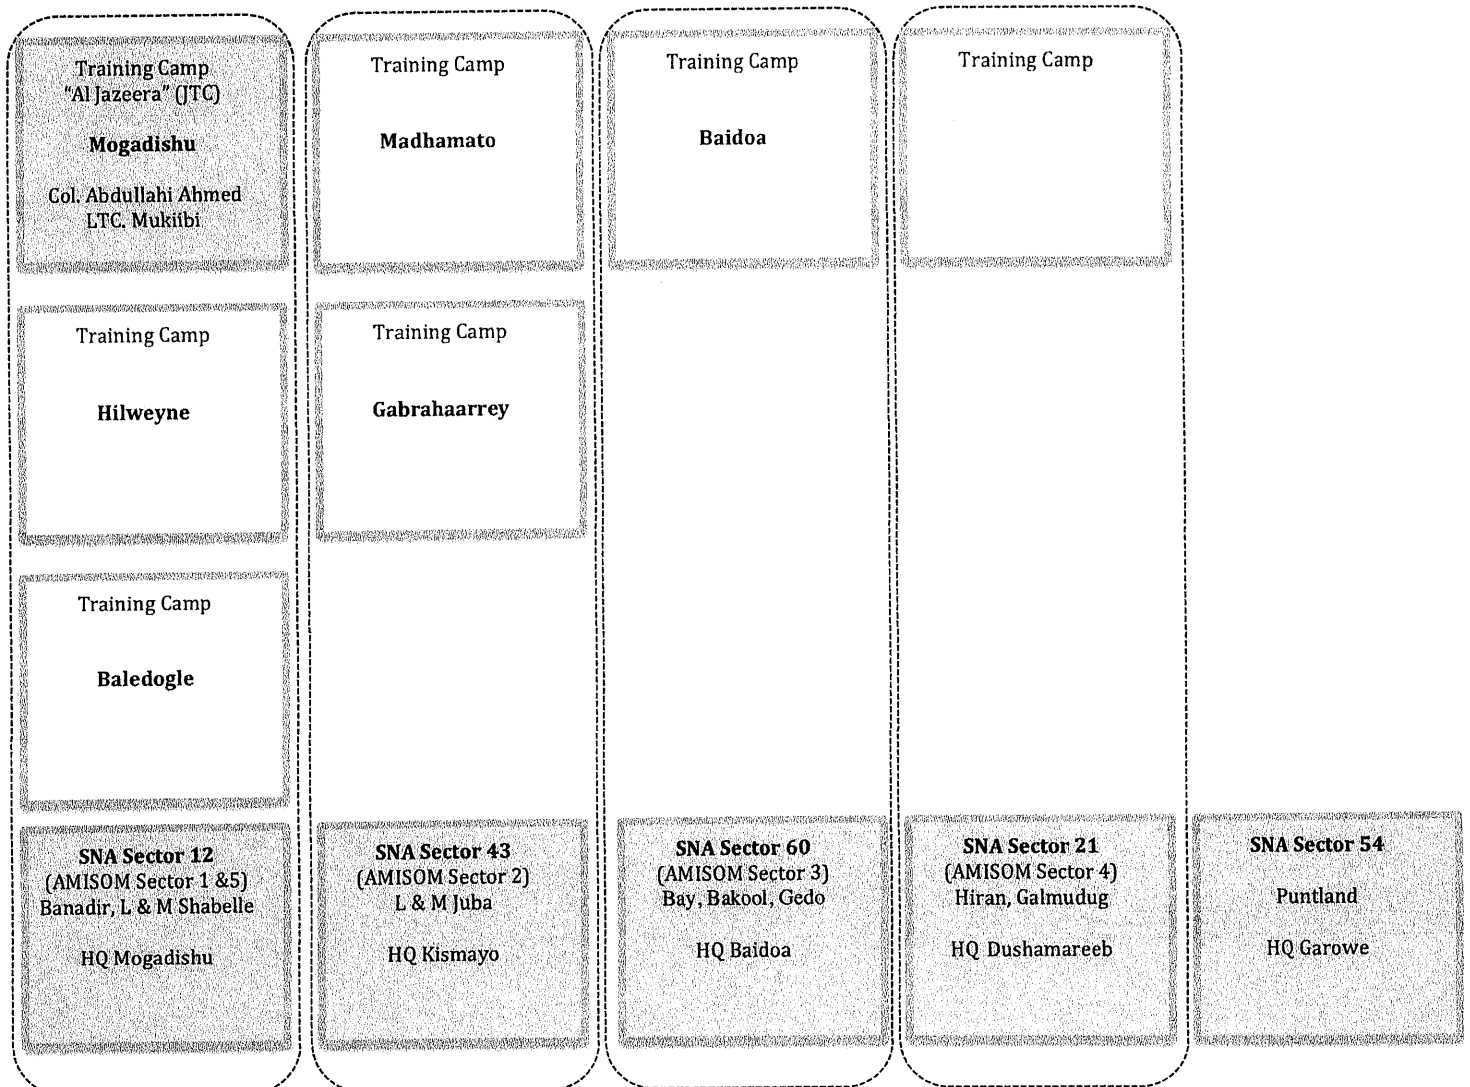 Training Camp
"Al Jazeera" (JTC)
Mogadishu
Col. Abdullahi Ahmed
LTC. Mukiibi
Training Camp
Madhamato
Training Camp
Baidoa
Training Camp
Training Camp
Hilweyne
Training Camp
Gabrahaarrey
Training Camp
Baledogle
SNA Sector 12
(AMISOM Sector 1 &5)
Banadir, L & M Shabelle
HQ Mogadishu
SNA Sector 43
(AMISOM Sector 2)
L & M Juba
HQ Kismayo
SNA Sector 60
(AMISOM Sector 3)
Bay, Bakool, Gedo
HQ Baidoa
SNA Sector 21
(AMISOM Sector 4)
Hiran, Galmudug
HQ Dushamareeb
SNA Sector 54
Puntland
HQ Garowe